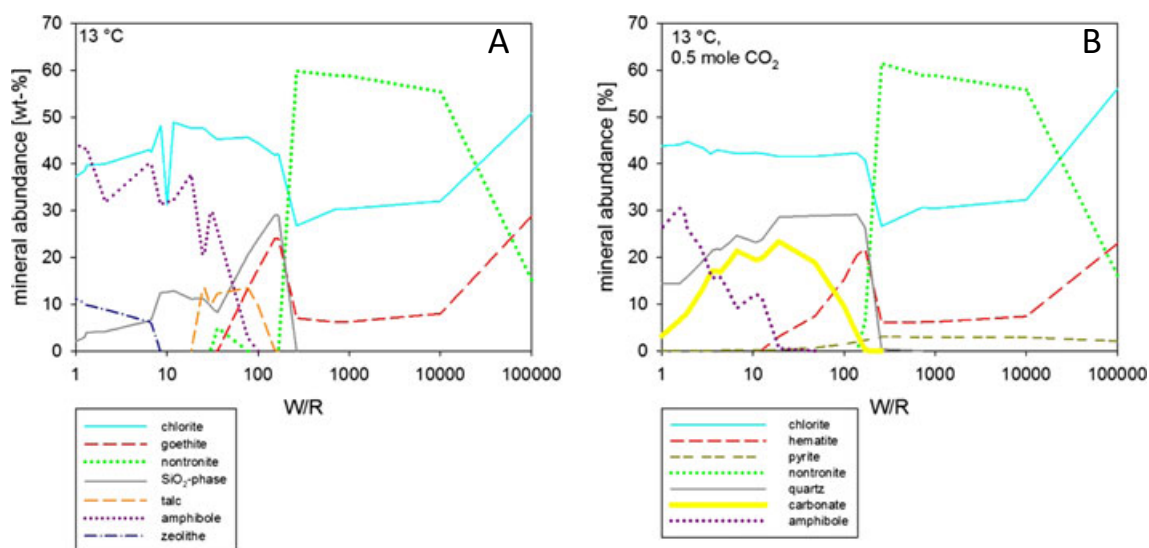 13 °C
A
70
60
50
40
30
20
10
0
mineral abundance [wt-%]
1 10 100 1000 10000 100000
W/R
chlorite
goethite
nontronite
SiO₂-phase
talc
amphibole
zeolithe
13 °C,
0.5 mole CO₂
B
70
60
50
40
30
20
10
0
mineral abundance [%]
1 10 100 1000 10000 100000
W/R
chlorite
hematite
pyrite
nontronite
quartz
carbonate
amphibole